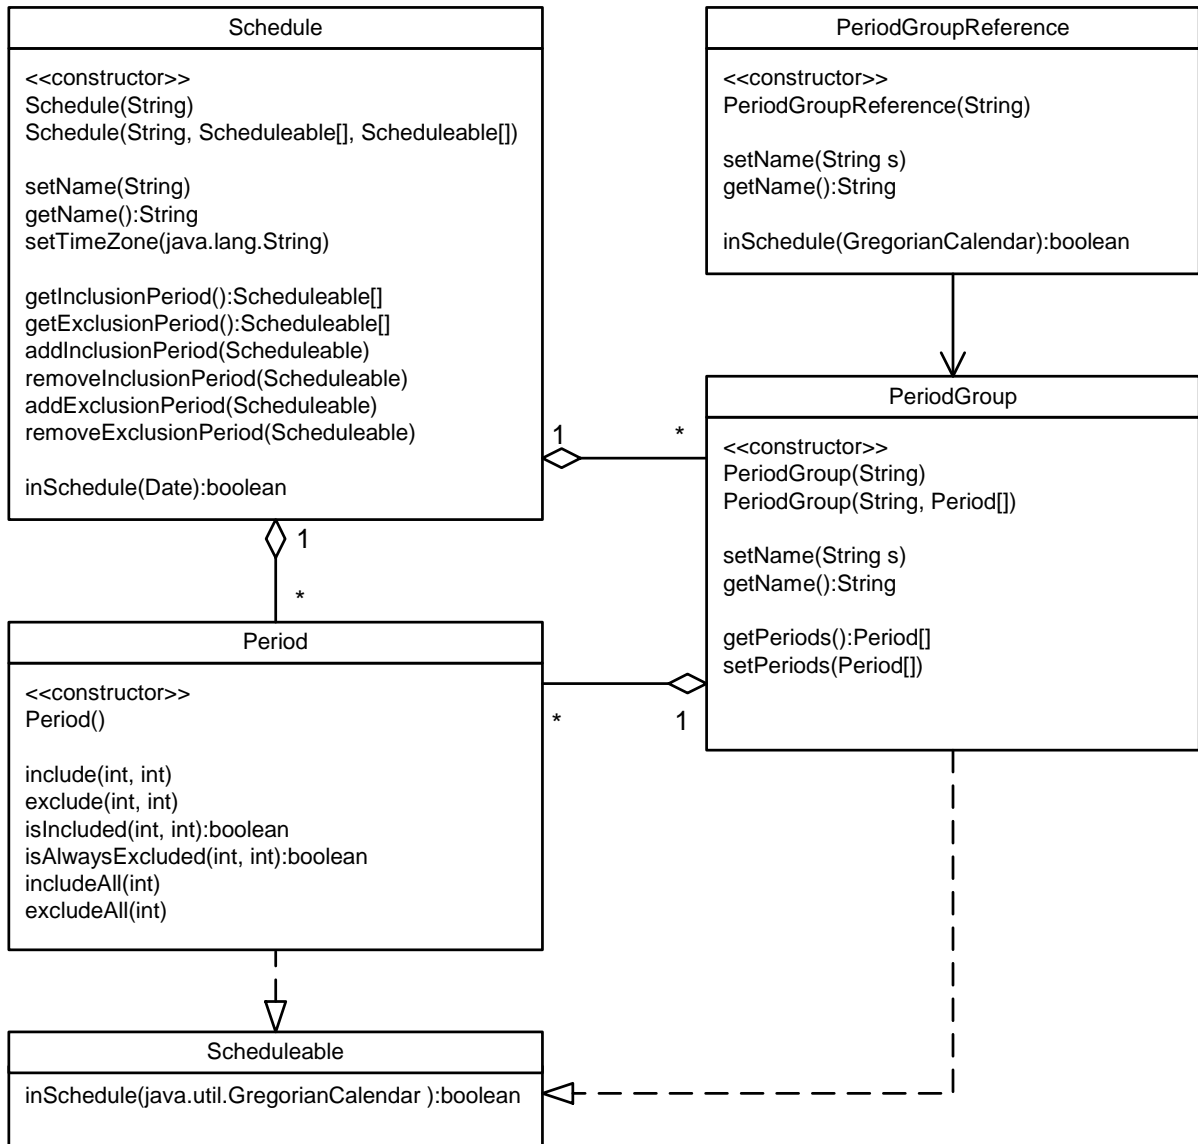 Schedule
<<constructor>>
Schedule(String)
Schedule(String, Scheduleable[], Scheduleable[])
setName(String)
getName():String
setTimeZone(java.lang.String)
getInclusionPeriod():Scheduleable[]
getExclusionPeriod():Scheduleable[]
addInclusionPeriod(Scheduleable)
removeInclusionPeriod(Scheduleable)
addExclusionPeriod(Scheduleable)
removeExclusionPeriod(Scheduleable)
inSchedule(Date):boolean
PeriodGroupReference
<<constructor>>
PeriodGroupReference(String)
setName(String s)
getName():String
inSchedule(GregorianCalendar):boolean
1
*
PeriodGroup
<<constructor>>
PeriodGroup(String)
PeriodGroup(String, Period[])
setName(String s)
getName():String
getPeriods():Period[]
setPeriods(Period[])
1
*
Period
<<constructor>>
Period()
include(int, int)
exclude(int, int)
isIncluded(int, int):boolean
isAlwaysExcluded(int, int):boolean
includeAll(int)
excludeAll(int)
*
1
Scheduleable
inSchedule(java.util.GregorianCalendar ):boolean